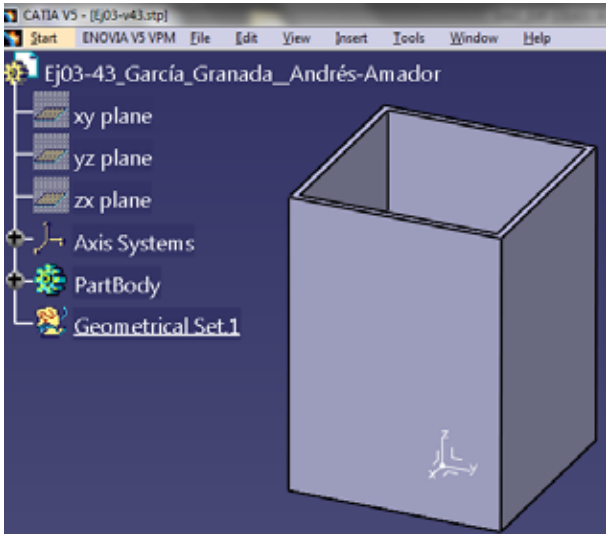 CATIA V5 - [Ej03-v43.stp]
Start ENOVIA V5 VPM File Edit View Insert Tools Window Help
Ej03-43_García_Granada__Andrés-Amador
xy plane
yz plane
zx plane
Axis Systems
PartBody
Geometrical Set.1
z
x y